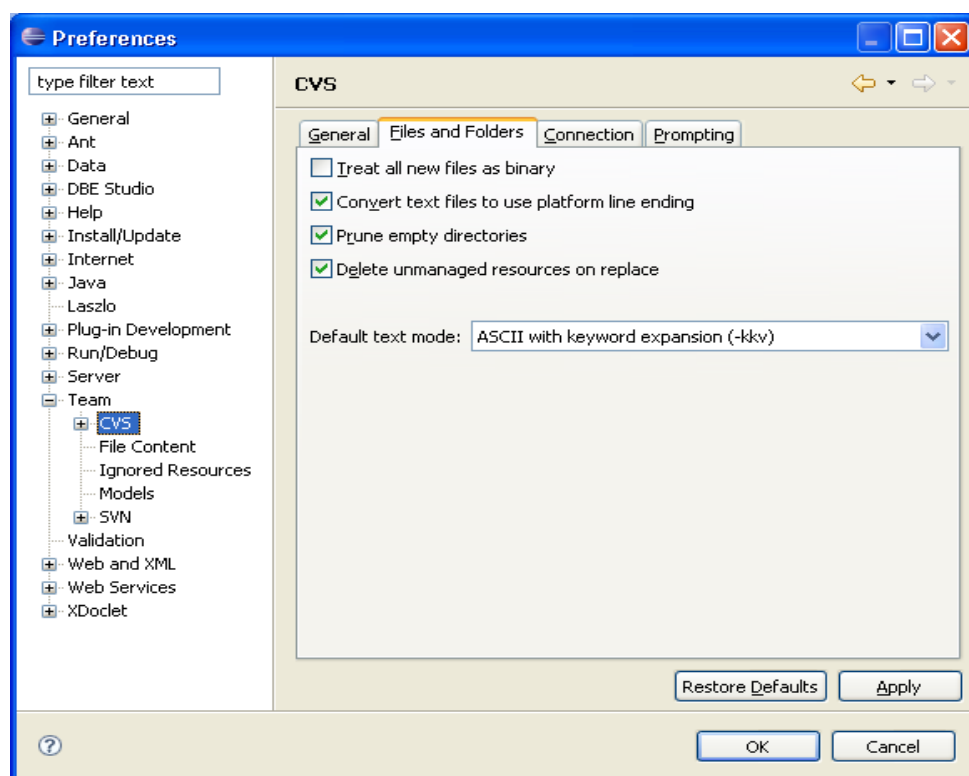 Preferences
type filter text
General
Ant
Data
DBE Studio
Help
Install/Update
Internet
Java
Laszlo
Plug-in Development
Run/Debug
Server
Team
CVS
File Content
Ignored Resources
Models
SVN
Validation
Web and XML
Web Services
XDoclet
CVS
General Files and Folders Connection Prompting
Treat all new files as binary
Convert text files to use platform line ending
Prune empty directories
Delete unmanaged resources on replace
Default text mode: ASCII with keyword expansion (-kkv)
Restore Defaults Apply
? OK Cancel